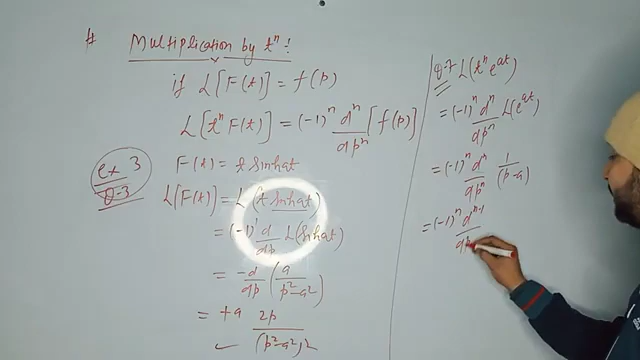 # Multiplication by tⁿ :
if L[F(t)] = f(p)
L[tⁿ F(t)] = (-1)ⁿ dⁿ/dpⁿ [f(p)]
ex 3
Q-3
F(t) = t Sinhat
L[F(t)] = L(t Sinhat)
= (-1)¹ d/dp L(Sinhat)
= -d/dp (a/(p²-a²))
= +a 2p/(p²-a²)²
Q.7 L(tⁿ eᵃᵗ)
= (-1)ⁿ dⁿ/dpⁿ L(eᵃᵗ)
= (-1)ⁿ dⁿ/dpⁿ 1/(p-a)
= (-1)ⁿ dⁿ⁻¹/dp